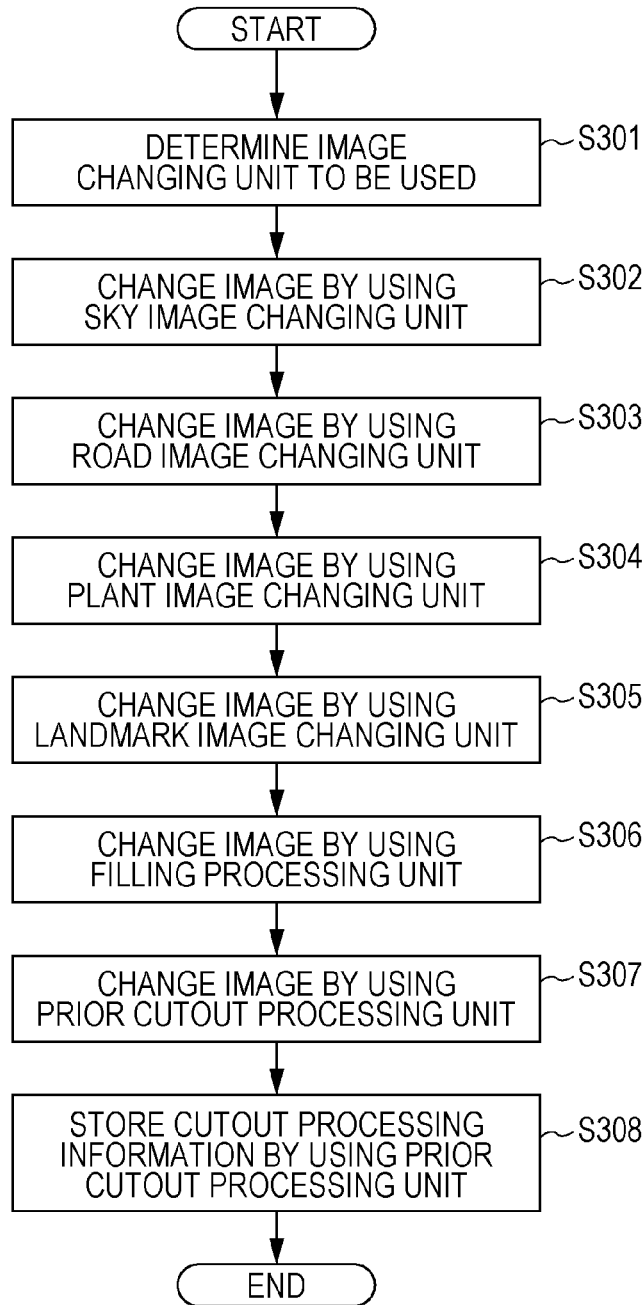 START
DETERMINE IMAGE
CHANGING UNIT TO BE USED
S301
CHANGE IMAGE BY USING
SKY IMAGE CHANGING UNIT
S302
CHANGE IMAGE BY USING
ROAD IMAGE CHANGING UNIT
S303
CHANGE IMAGE BY USING
PLANT IMAGE CHANGING UNIT
S304
CHANGE IMAGE BY USING
LANDMARK IMAGE CHANGING UNIT
S305
CHANGE IMAGE BY USING
FILLING PROCESSING UNIT
S306
CHANGE IMAGE BY USING
PRIOR CUTOUT PROCESSING UNIT
S307
STORE CUTOUT PROCESSING
INFORMATION BY USING PRIOR
CUTOUT PROCESSING UNIT
S308
END